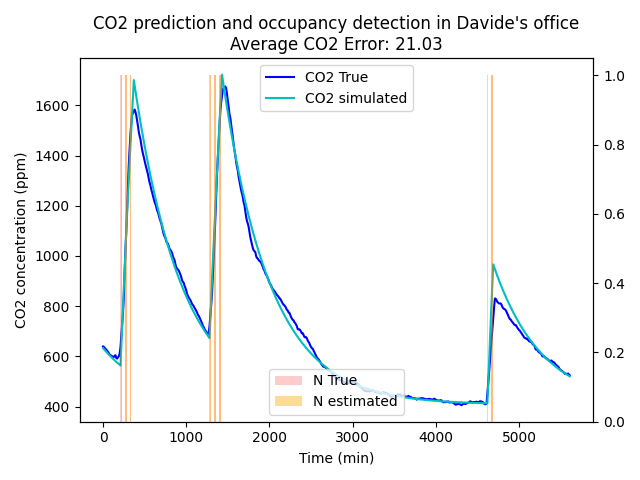 CO2 prediction and occupancy detection in Davide's office
Average CO2 Error: 21.03
CO2 True
CO2 simulated
CO2 concentration (ppm)
1600
1400
1200
1000
800
600
400
1.0
0.8
0.6
0.4
0.2
0.0
N True
N estimated
0
1000
2000
3000
4000
5000
Time (min)